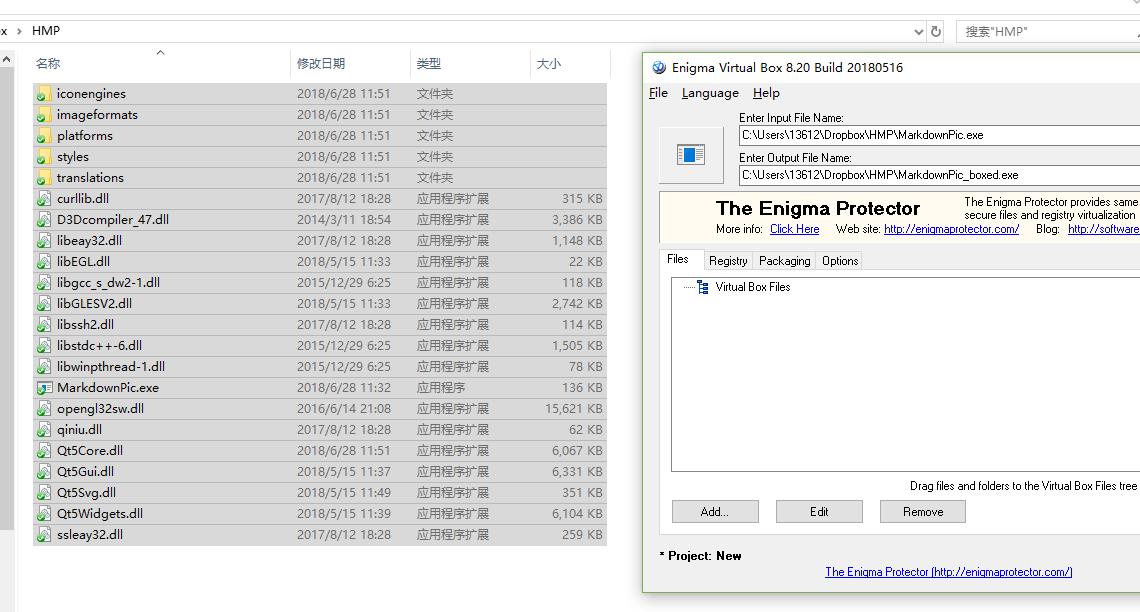 ox › HMP
搜索"HMP"
名称 修改日期 类型 大小
iconengines 2018/6/28 11:51 文件夹
imageformats 2018/6/28 11:51 文件夹
platforms 2018/6/28 11:51 文件夹
styles 2018/6/28 11:51 文件夹
translations 2018/6/28 11:51 文件夹
curllib.dll 2017/8/12 18:28 应用程序扩展 315 KB
D3Dcompiler_47.dll 2014/3/11 18:54 应用程序扩展 3,386 KB
libeay32.dll 2017/8/12 18:28 应用程序扩展 1,148 KB
libEGL.dll 2018/5/15 11:33 应用程序扩展 22 KB
libgcc_s_dw2-1.dll 2015/12/29 6:25 应用程序扩展 118 KB
libGLESV2.dll 2018/5/15 11:33 应用程序扩展 2,742 KB
libssh2.dll 2017/8/12 18:28 应用程序扩展 114 KB
libstdc++-6.dll 2015/12/29 6:25 应用程序扩展 1,505 KB
libwinpthread-1.dll 2015/12/29 6:25 应用程序扩展 78 KB
MarkdownPic.exe 2018/6/28 11:32 应用程序 136 KB
opengl32sw.dll 2016/6/14 21:08 应用程序扩展 15,621 KB
qiniu.dll 2017/8/12 18:28 应用程序扩展 62 KB
Qt5Core.dll 2018/6/28 11:51 应用程序扩展 6,067 KB
Qt5Gui.dll 2018/5/15 11:37 应用程序扩展 6,331 KB
Qt5Svg.dll 2018/5/15 11:49 应用程序扩展 351 KB
Qt5Widgets.dll 2018/5/15 11:39 应用程序扩展 6,104 KB
ssleay32.dll 2017/8/12 18:28 应用程序扩展 259 KB
Enigma Virtual Box 8.20 Build 20180516
File Language Help
Enter Input File Name:
C:\Users\13612\Dropbox\HMP\MarkdownPic.exe
Enter Output File Name:
C:\Users\13612\Dropbox\HMP\MarkdownPic_boxed.exe
The Enigma Protector
The Enigma Protector provides same
secure files and registry virtualization
More info: Click Here Web site: http://enigmaprotector.com/ Blog: http://software
Files Registry Packaging Options
Virtual Box Files
Drag files and folders to the Virtual Box Files tree
Add... Edit Remove
* Project: New
The Enigma Protector (http://enigmaprotector.com/)